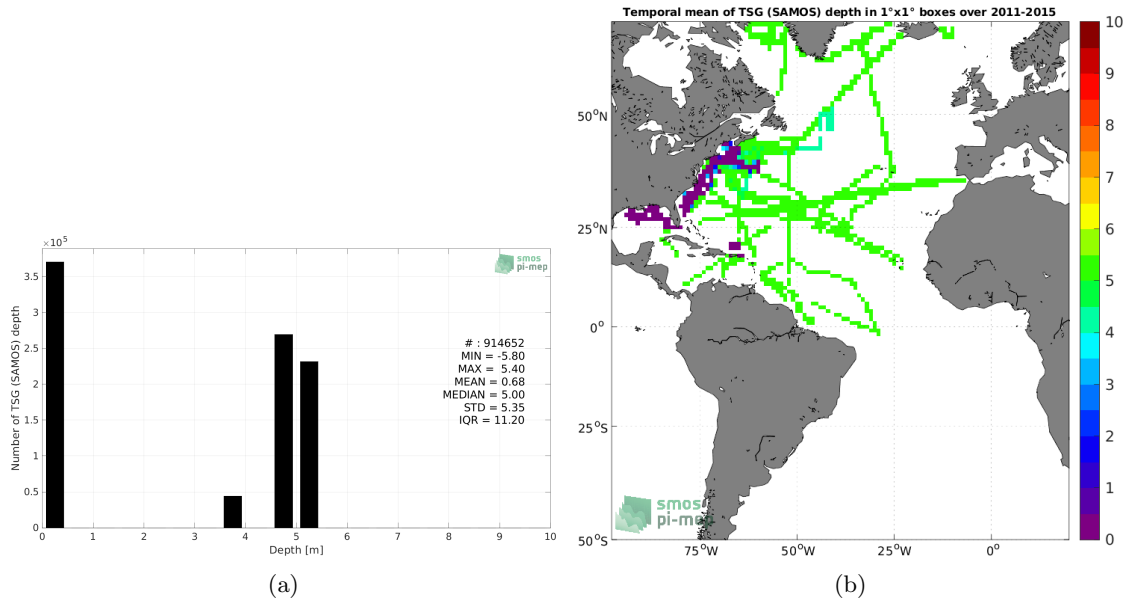 ×10⁵
3.5
3
2.5
2
1.5
1
0.5
0
Number of TSG (SAMOS) depth
smos
pi-mep
# : 914652
MIN = -5.80
MAX = 5.40
MEAN = 0.68
MEDIAN = 5.00
STD = 5.35
IQR = 11.20
0 1 2 3 4 5 6 7 8 9 10
Depth [m]
(a)
Temporal mean of TSG (SAMOS) depth in 1°x1° boxes over 2011-2015
50°N
25°N
0°
25°S
50°S
smos
pi-mep
75°W 50°W 25°W 0°
10
9
8
7
6
5
4
3
2
1
0
(b)